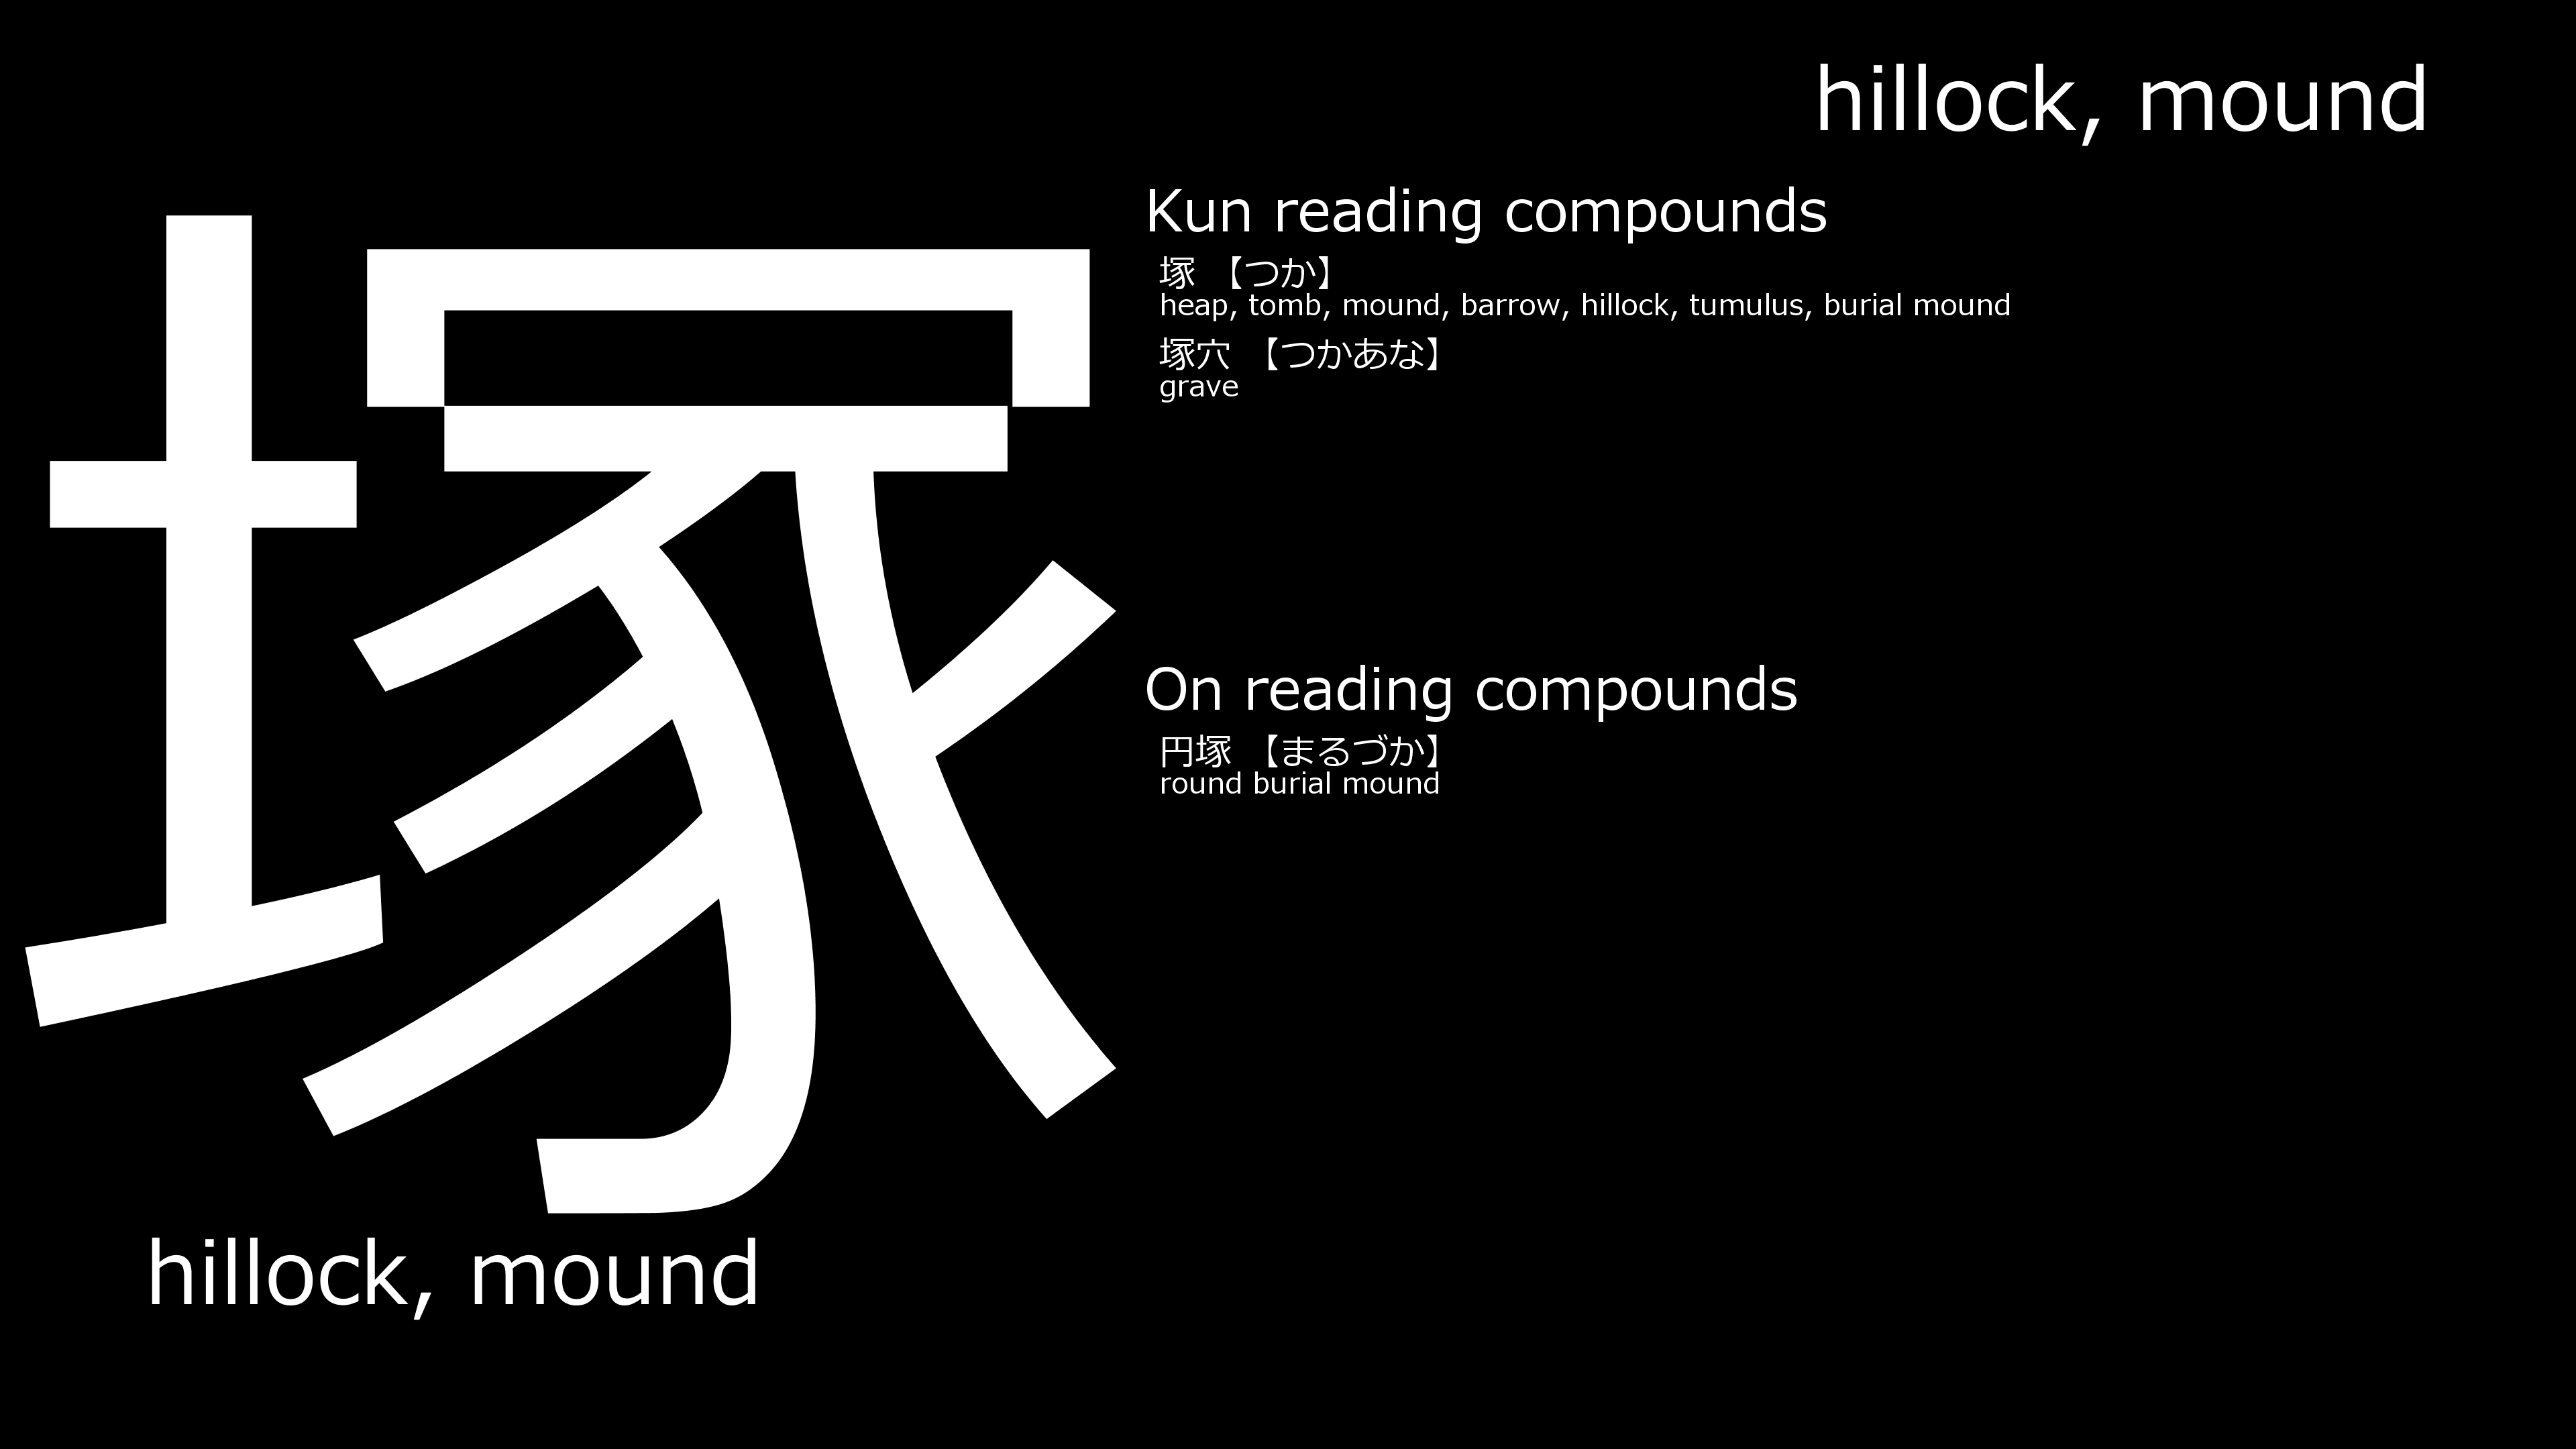 hillock, mound
塚
Kun reading compounds
塚 【つか】
heap, tomb, mound, barrow, hillock, tumulus, burial mound
塚穴 【つかあな】
grave
On reading compounds
円塚 【まるづか】
round burial mound
hillock, mound